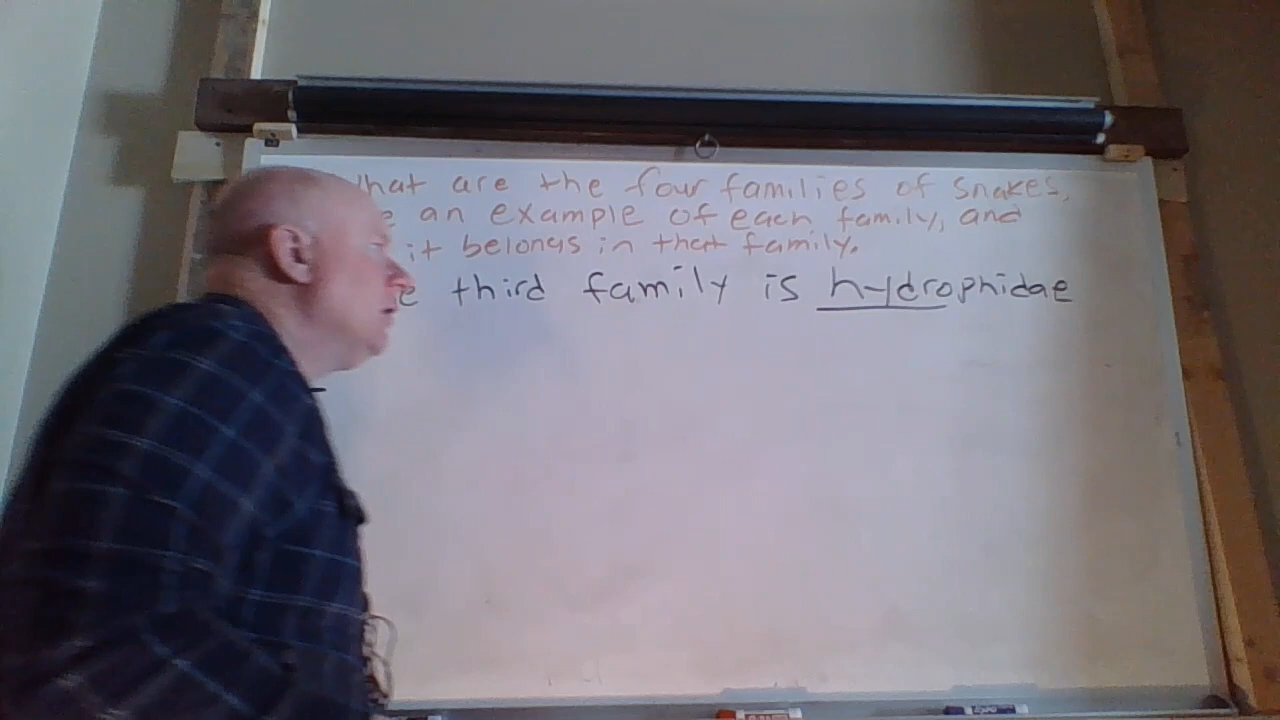 hat are the four families of snakes,
e an example of each family, and
it belongs in that family.
e third family is hydrophidae